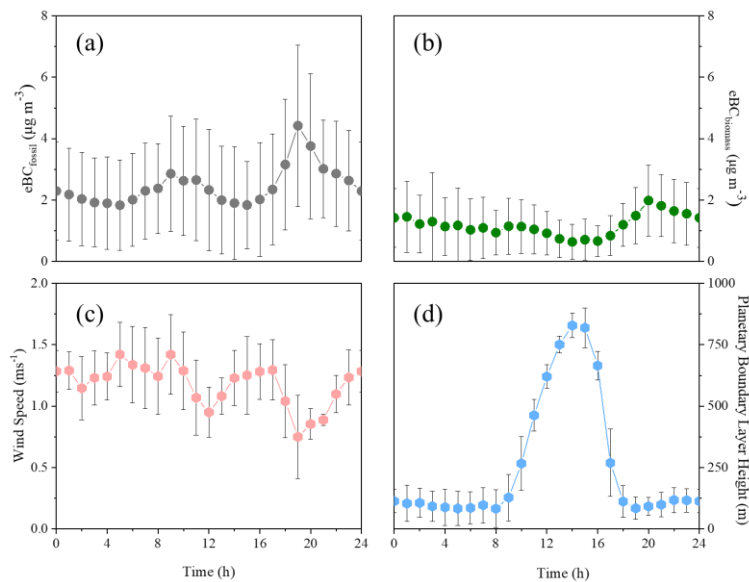 (a)
(b)
8
6
4
2
0
eBCfossil (μg m-3)
8
6
4
2
0
eBCbiomass (μg m-3)
(c)
(d)
2.0
1.5
1.0
0.5
0.0
Wind Speed (ms-1)
1000
750
500
250
0
Planetary Boundary Layer Height (m)
0 4 8 12 16 20 24
0 4 8 12 16 20 24
Time (h)
Time (h)